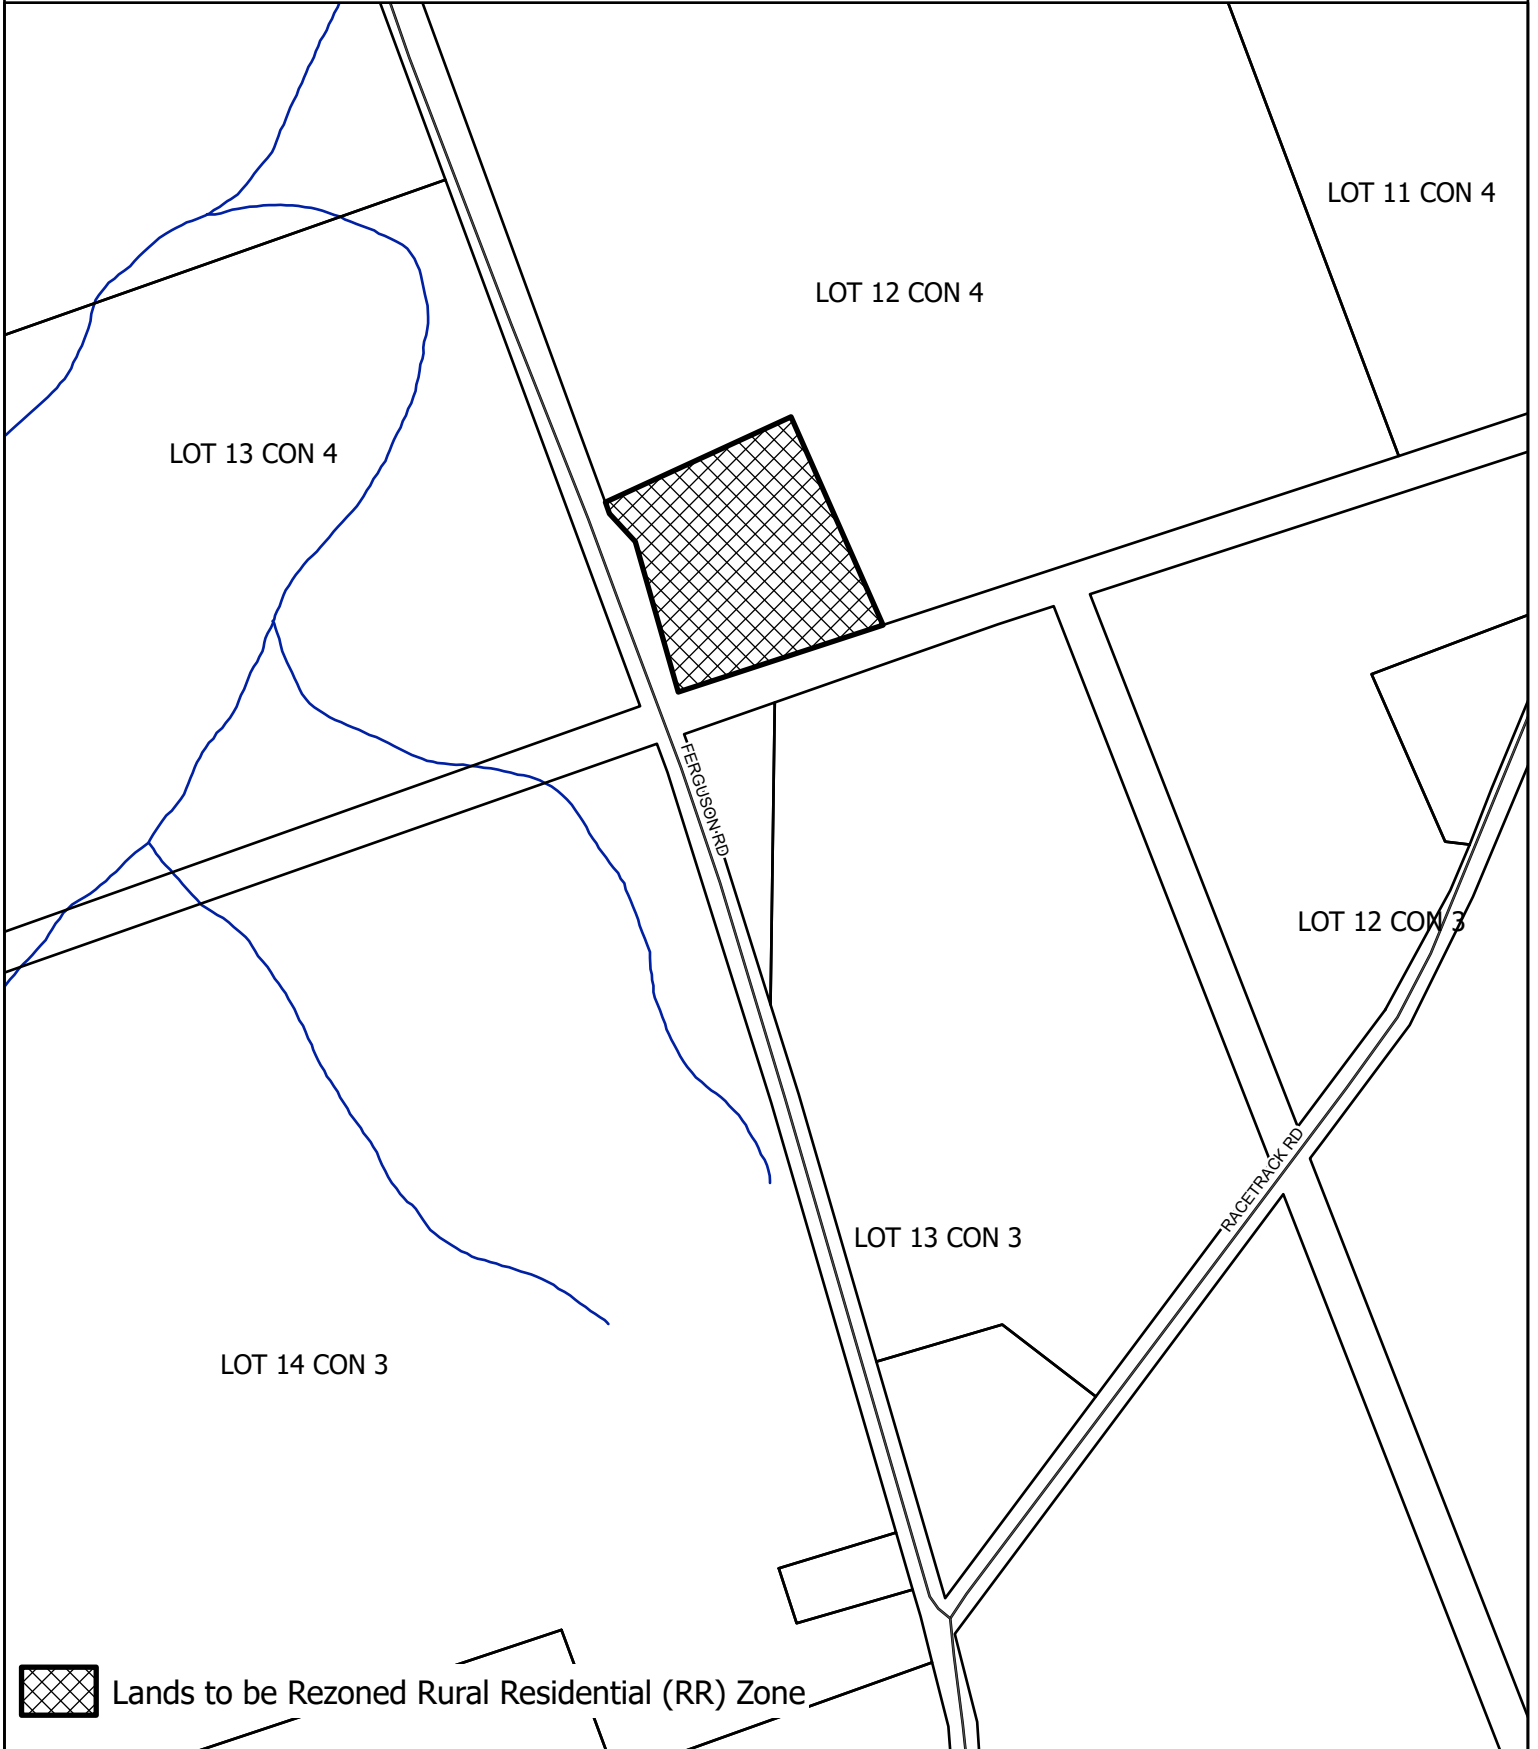 LOT 11 CON 4
LOT 12 CON 4
LOT 13 CON 4
FERGUSON RD
LOT 12 CON 3
RACETRACK RD
LOT 13 CON 3
LOT 14 CON 3
Lands to be Rezoned Rural Residential (RR) Zone